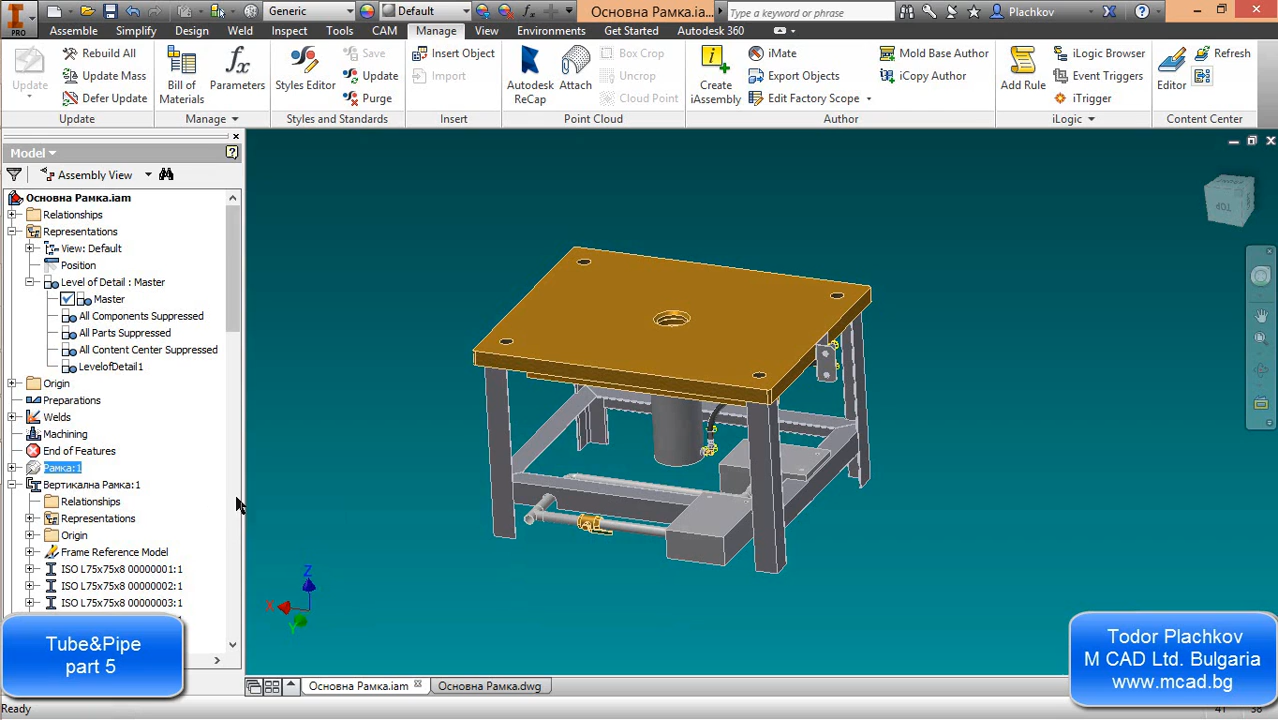 PRO
Generic
Default
Основна Рамка.ia...
Type a keyword or phrase
Plachkov
Assemble
Simplify
Design
Weld
Inspect
Tools
CAM
Manage
View
Environments
Get Started
Autodesk 360
Update
Rebuild All
Update Mass
Defer Update
Update
Bill of
Materials
Parameters
Manage
Styles Editor
Save
Update
Purge
Styles and Standards
Insert Object
Import
Insert
Autodesk
ReCap
Attach
Box Crop
Uncrop
Cloud Point
Point Cloud
Create
iAssembly
iMate
Export Objects
Edit Factory Scope
Mold Base Author
iCopy Author
Author
Add Rule
iLogic Browser
Event Triggers
iTrigger
iLogic
Editor
Refresh
Content Center
Model
Assembly View
Основна Рамка.iam
Relationships
Representations
View: Default
Position
Level of Detail : Master
Master
All Components Suppressed
All Parts Suppressed
All Content Center Suppressed
LevelofDetail1
Origin
Preparations
Welds
Machining
End of Features
Рамка:1
Вертикална Рамка:1
Relationships
Representations
Origin
Frame Reference Model
ISO L75x75x8 00000001:1
ISO L75x75x8 00000002:1
ISO L75x75x8 00000003:1
TOP
Z
X
Y
Tube&Pipe
part 5
Todor Plachkov
M CAD Ltd. Bulgaria
www.mcad.bg
Основна Рамка.iam
Основна Рамка.dwg
Ready